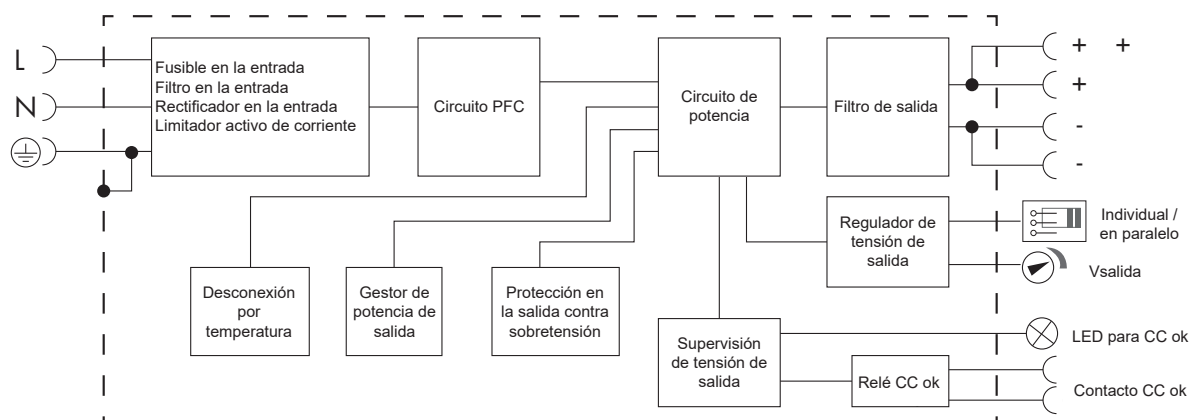 L
N
Fusible en la entrada
Filtro en la entrada
Rectificador en la entrada
Limitador activo de corriente
Circuito PFC
Circuito de
potencia
Filtro de salida
+ +
+
-
-
Regulador de
tensión de
salida
Individual /
en paralelo
Vsalida
Desconexión
por
temperatura
Gestor de
potencia de
salida
Protección en
la salida contra
sobretensión
Supervisión
de tensión de
salida
LED para CC ok
Relé CC ok
Contacto CC ok